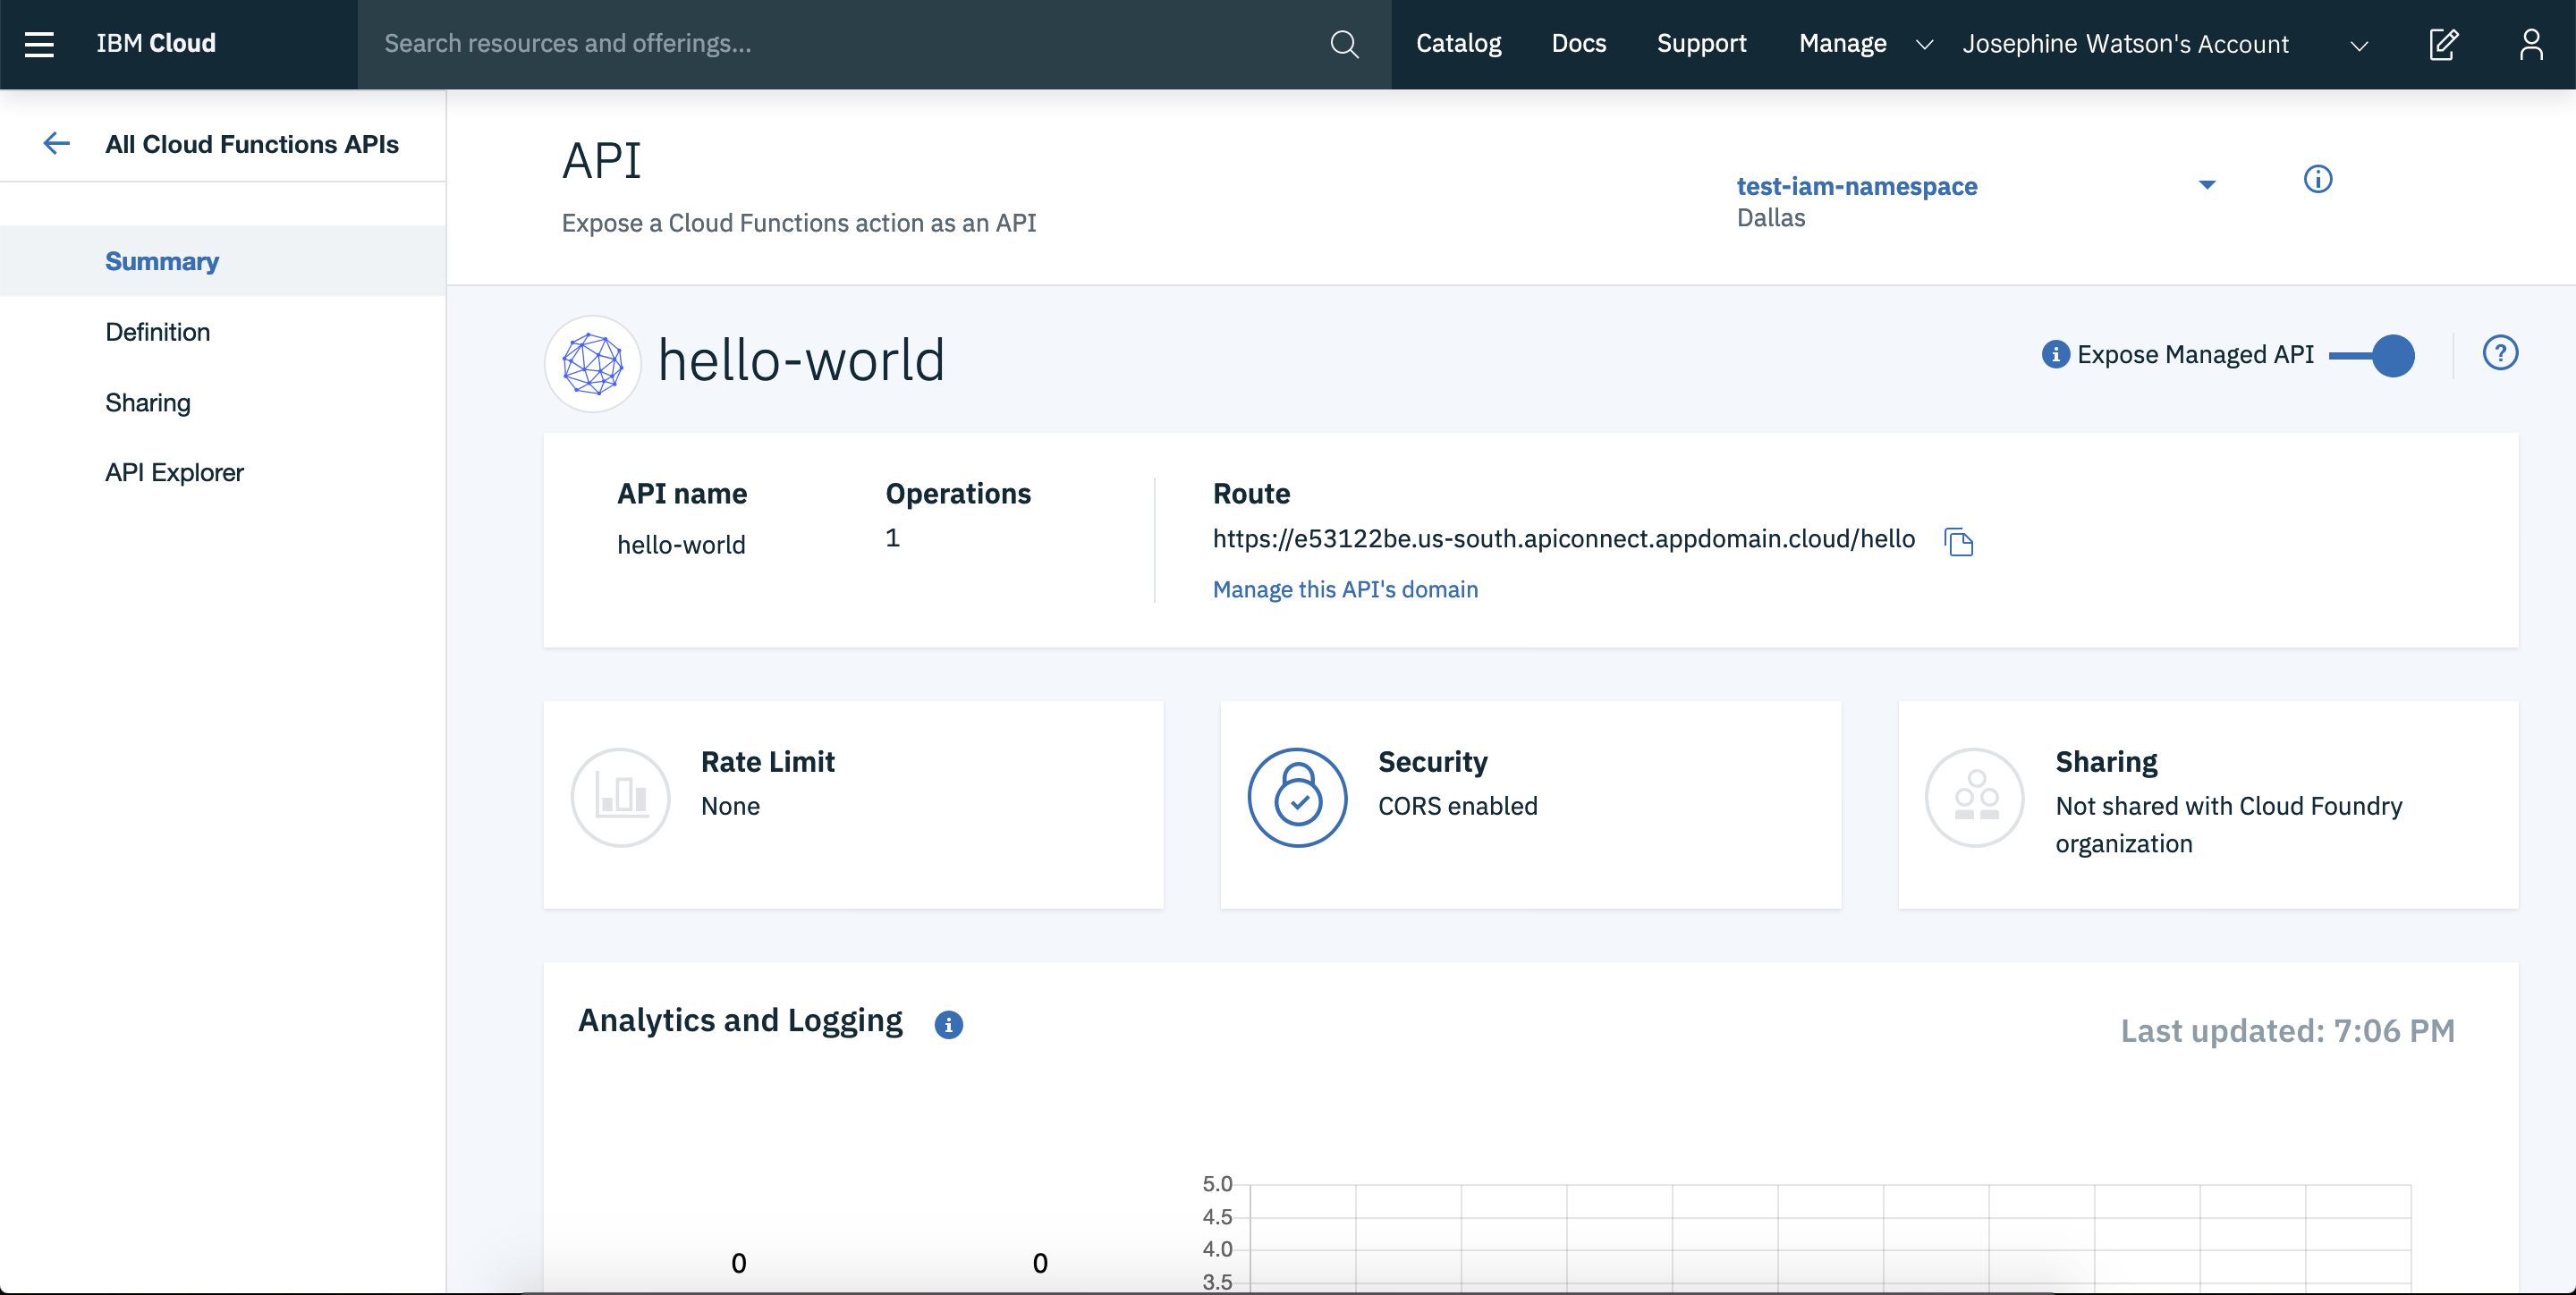 IBM Cloud
Search resources and offerings...
Catalog
Docs
Support
Manage
Josephine Watson's Account
All Cloud Functions APIs
Summary
Definition
Sharing
API Explorer
API
Expose a Cloud Functions action as an API
test-iam-namespace
Dallas
hello-world
Expose Managed API
API name
hello-world
Operations
1
Route
https://e53122be.us-south.apiconnect.appdomain.cloud/hello
Manage this API's domain
Rate Limit
None
Security
CORS enabled
Sharing
Not shared with Cloud Foundry
organization
Analytics and Logging
Last updated: 7:06 PM
0
0
5.0
4.5
4.0
3.5